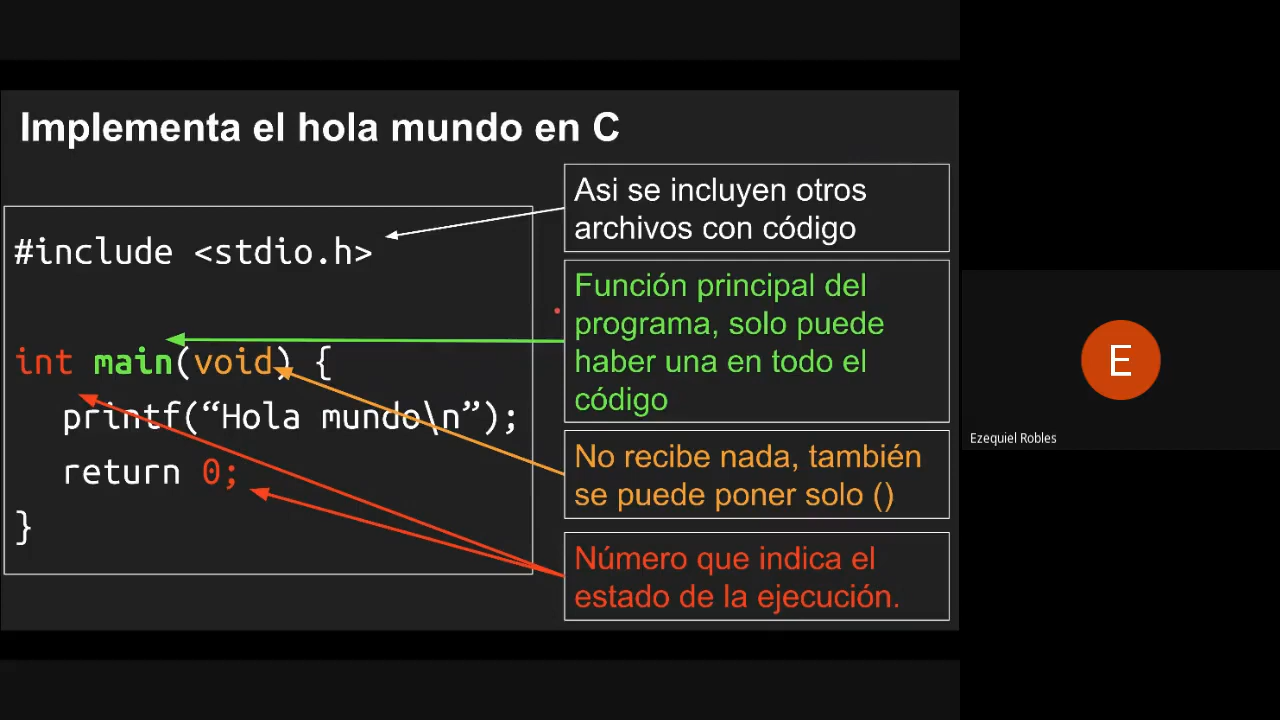 Implementa el hola mundo en C
#include <stdio.h>
int main(void) {
printf(“Hola mundo\n”);
return 0;
}
Asi se incluyen otros
archivos con código
Función principal del
programa, solo puede
haber una en todo el
código
No recibe nada, también
se puede poner solo ()
Número que indica el
estado de la ejecución.
E
Ezequiel Robles